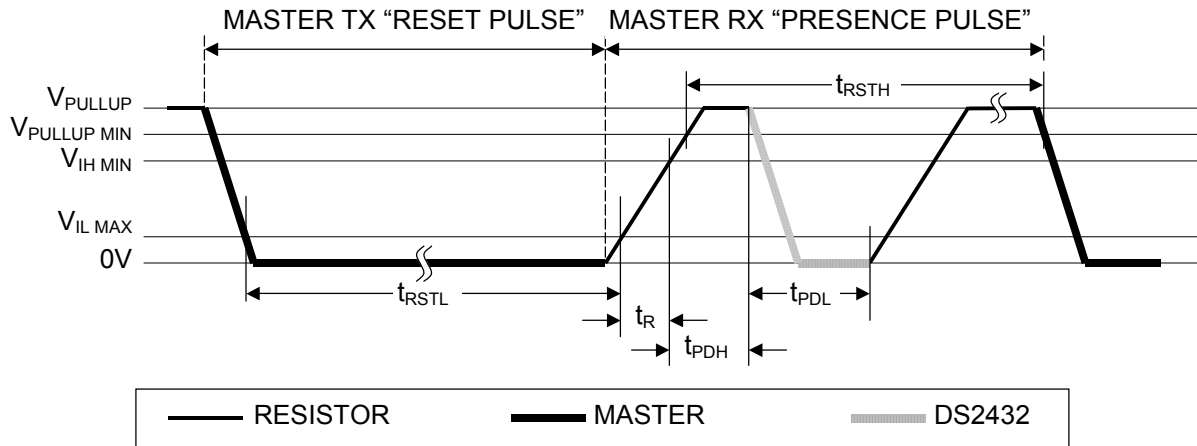 MASTER TX “RESET PULSE” MASTER RX “PRESENCE PULSE”
tRSTH
VPULLUP
VPULLUP MIN
VIH MIN
VIL MAX
0V
tRSTL
tPDL
tR
tPDH
RESISTOR MASTER DS2432